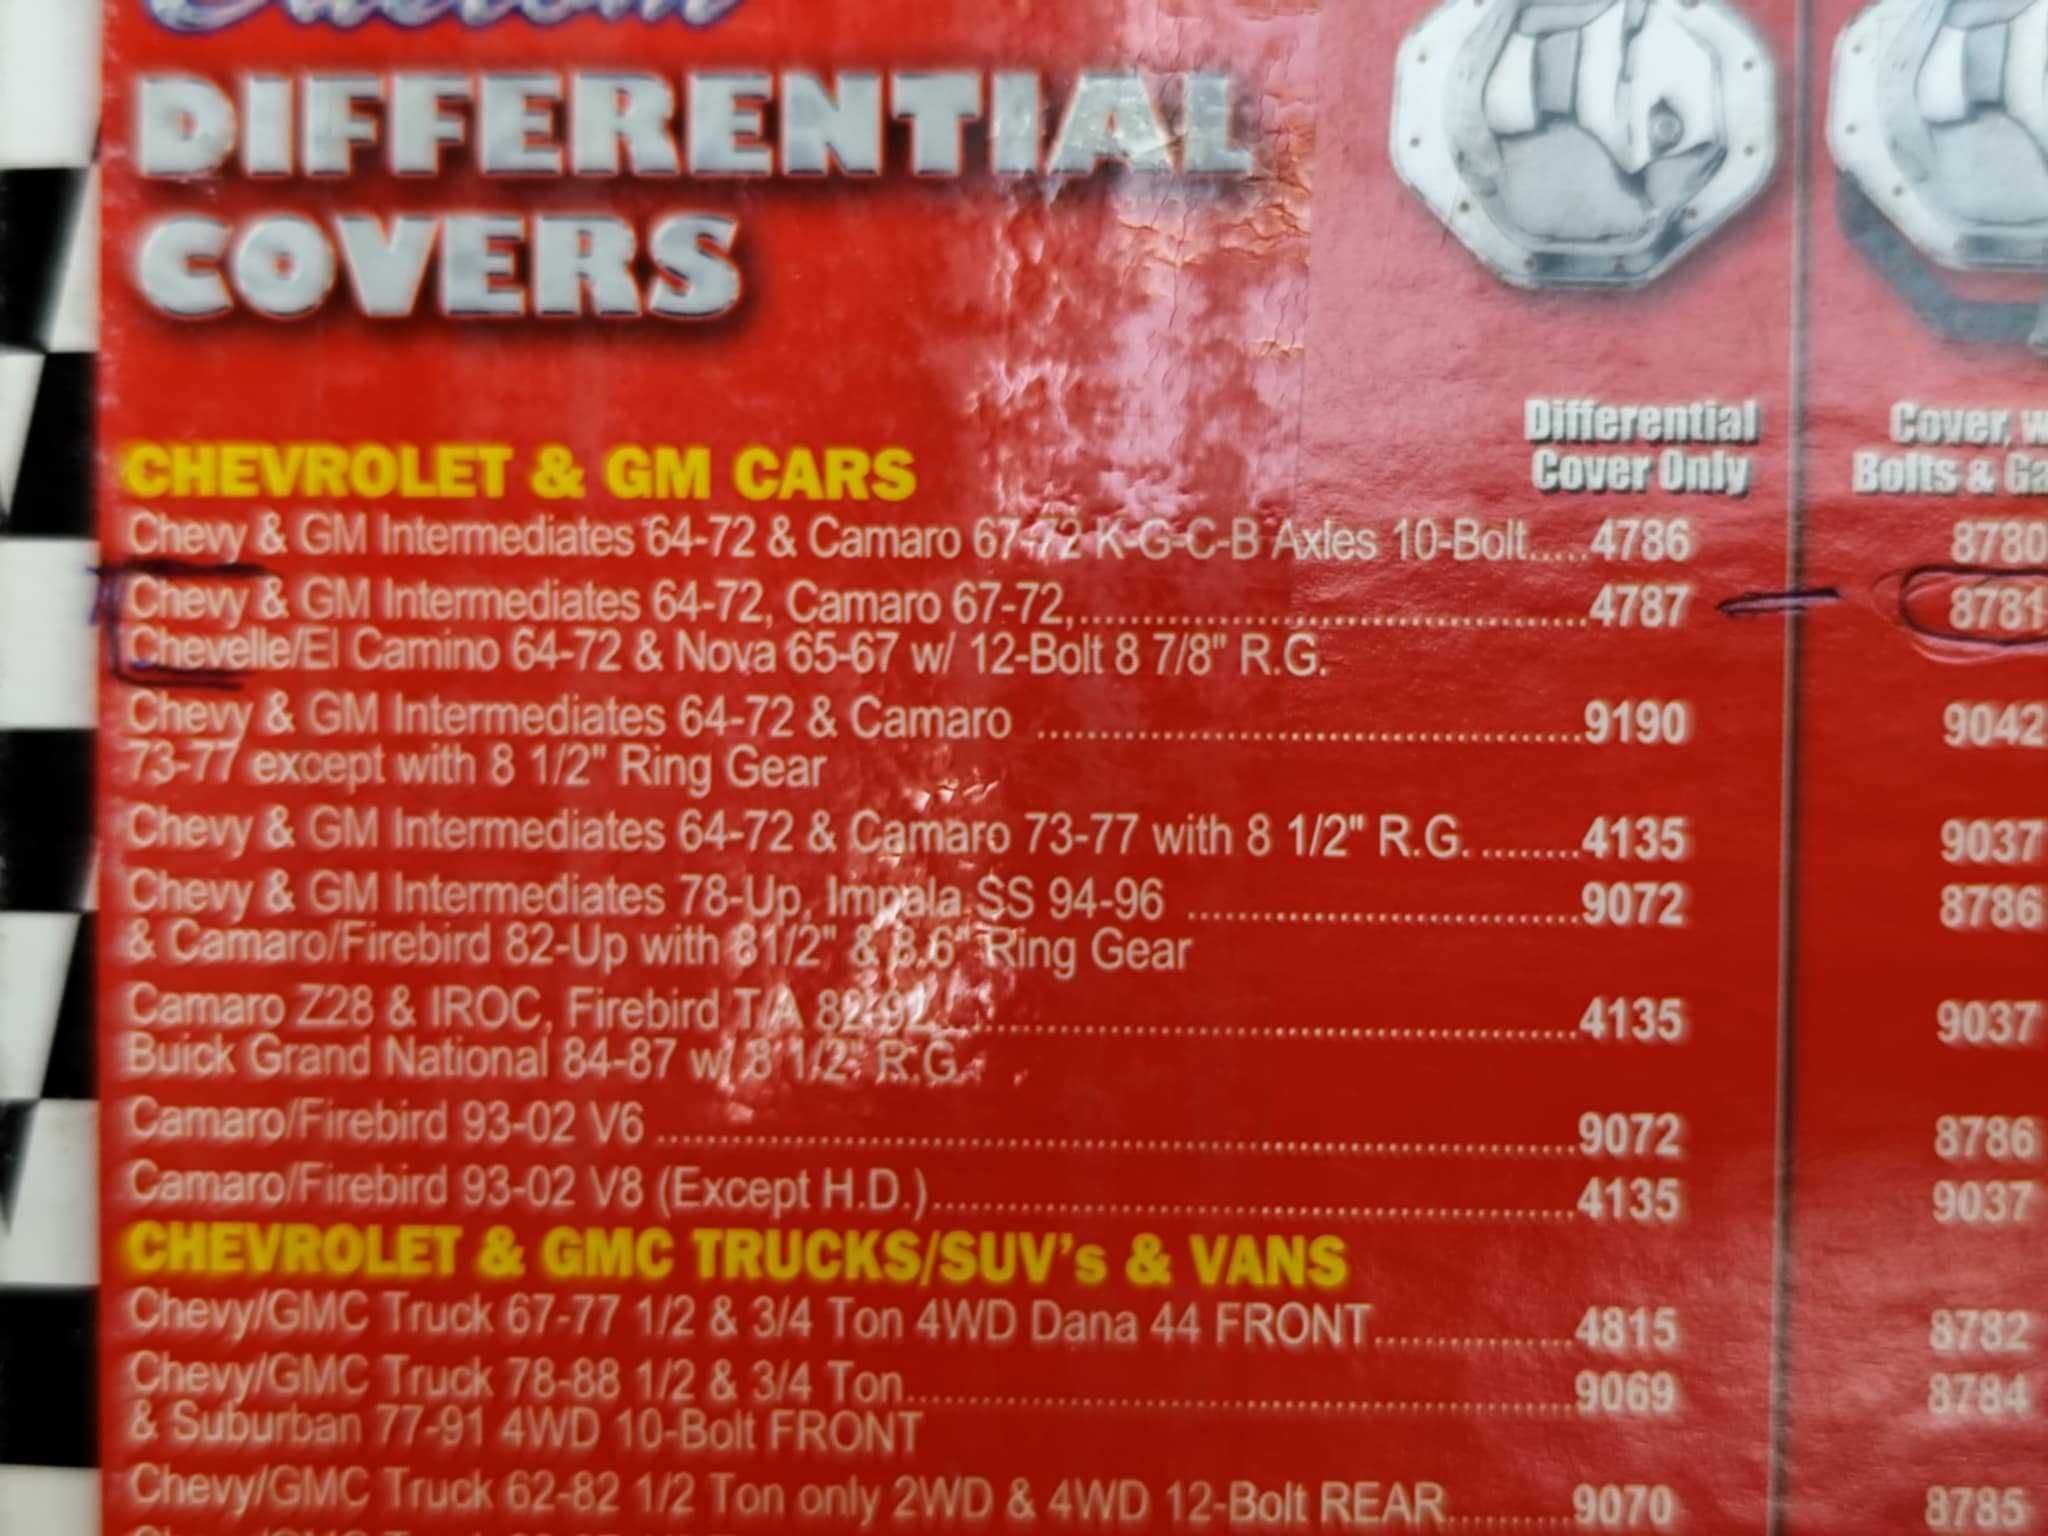 Custom
DIFFERENTIAL
COVERS
Differential
Cover Only
Cover, w
Bolts & Ga
CHEVROLET & GM CARS
Chevy & GM Intermediates 64-72 & Camaro 67-72 K-G-C-B Axles 10-Bolt.....4786 8780
Chevy & GM Intermediates 64-72, Camaro 67-72,........................................4787 8781
Chevelle/El Camino 64-72 & Nova 65-67 w/ 12-Bolt 8 7/8" R.G.
Chevy & GM Intermediates 64-72 & Camaro ...........................................9190 9042
73-77 except with 8 1/2" Ring Gear
Chevy & GM Intermediates 64-72 & Camaro 73-77 with 8 1/2" R.G. ........4135 9037
Chevy & GM Intermediates 78-Up, Impala SS 94-96 ...............................9072 8786
& Camaro/Firebird 82-Up with 81/2" & 8.6" Ring Gear
Camaro Z28 & IROC, Firebird T/A 82-92,..................................................4135 9037
Buick Grand National 84-87 w/ 8 1/2" R.G.
Camaro/Firebird 93-02 V6 ........................................................................9072 8786
Camaro/Firebird 93-02 V8 (Except H.D.)..................................................4135 9037
CHEVROLET & GMC TRUCKS/SUV's & VANS
Chevy/GMC Truck 67-77 1/2 & 3/4 Ton 4WD Dana 44 FRONT................4815 8782
Chevy/GMC Truck 78-88 1/2 & 3/4 Ton....................................................9069 8784
& Suburban 77-91 4WD 10-Bolt FRONT
Chevy/GMC Truck 62-82 1/2 Ton only 2WD & 4WD 12-Bolt REAR..........9070 8785